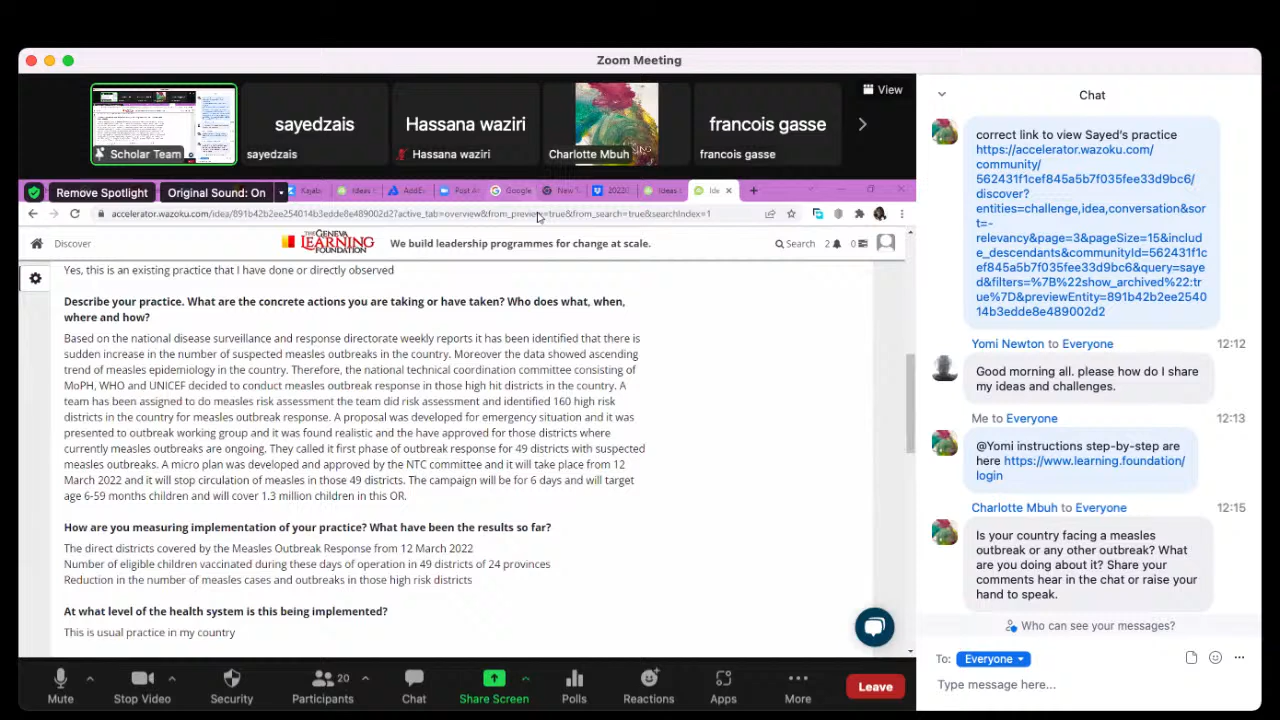 Zoom Meeting
View
sayedzais
Hassana waziri
francois gasse
Scholar Team
sayedzais
Hassana waziri
Charlotte Mbuh
francois gasse
Remove Spotlight
Original Sound: On
Kajabi
Ideas
AddEv
Post A
Google
New T
2022
Ideas
Ide
accelerator.wazoku.com/idea/891b42b2ee254014b3edde8e489002d2?active_tab=overview&from_preview=true&from_search=true&searchIndex=1
Discover
THE GENEVA
LEARNING
FOUNDATION
We build leadership programmes for change at scale.
Search
2
0
Yes, this is an existing practice that I have done or directly observed
Describe your practice. What are the concrete actions you are taking or have taken? Who does what, when,
where and how?
Based on the national disease surveillance and response directorate weekly reports it has been identified that there is
sudden increase in the number of suspected measles outbreaks in the country. Moreover the data showed ascending
trend of measles epidemiology in the country. Therefore, the national technical coordination committee consisting of
MoPH, WHO and UNICEF decided to conduct measles outbreak response in those high hit districts in the country. A
team has been assigned to do measles risk assessment the team did risk assessment and identified 160 high risk
districts in the country for measles outbreak response. A proposal was developed for emergency situation and it was
presented to outbreak working group and it was found realistic and the have approved for those districts where
currently measles outbreaks are ongoing. They called it first phase of outbreak response for 49 districts with suspected
measles outbreaks. A micro plan was developed and approved by the NTC committee and it will take place from 12
March 2022 and it will stop circulation of measles in those 49 districts. The campaign will be for 6 days and will target
age 6-59 months children and will cover 1.3 million children in this OR.
How are you measuring implementation of your practice? What have been the results so far?
The direct districts covered by the Measles Outbreak Response from 12 March 2022
Number of eligible children vaccinated during these days of operation in 49 districts of 24 provinces
Reduction in the number of measles cases and outbreaks in those high risk districts
At what level of the health system is this being implemented?
This is usual practice in my country
Mute
Stop Video
Security
Participants
20
Chat
Share Screen
Polls
Reactions
Apps
More
Leave
Chat
correct link to view Sayed's practice
https://accelerator.wazoku.com/
community/
562431f1cef845a5b7f035fee33d9bc6/
discover?
entities=challenge,idea,conversation&sor
t=-
relevancy&page=3&pageSize=15&includ
e_descendants&communityId=562431f1c
ef845a5b7f035fee33d9bc6&query=saye
d&filters=%7B%22show_archived%22:tr
ue%7D&previewEntity=891b42b2ee2540
14b3edde8e489002d2
Yomi Newton to Everyone
12:12
Good morning all. please how do I share
my ideas and challenges.
Me to Everyone
12:13
@Yomi instructions step-by-step are
here https://www.learning.foundation/
login
Charlotte Mbuh to Everyone
12:15
Is your country facing a measles
outbreak or any other outbreak? What
are you doing about it? Share your
comments hear in the chat or raise your
hand to speak.
Who can see your messages?
To:
Everyone
Type message here...